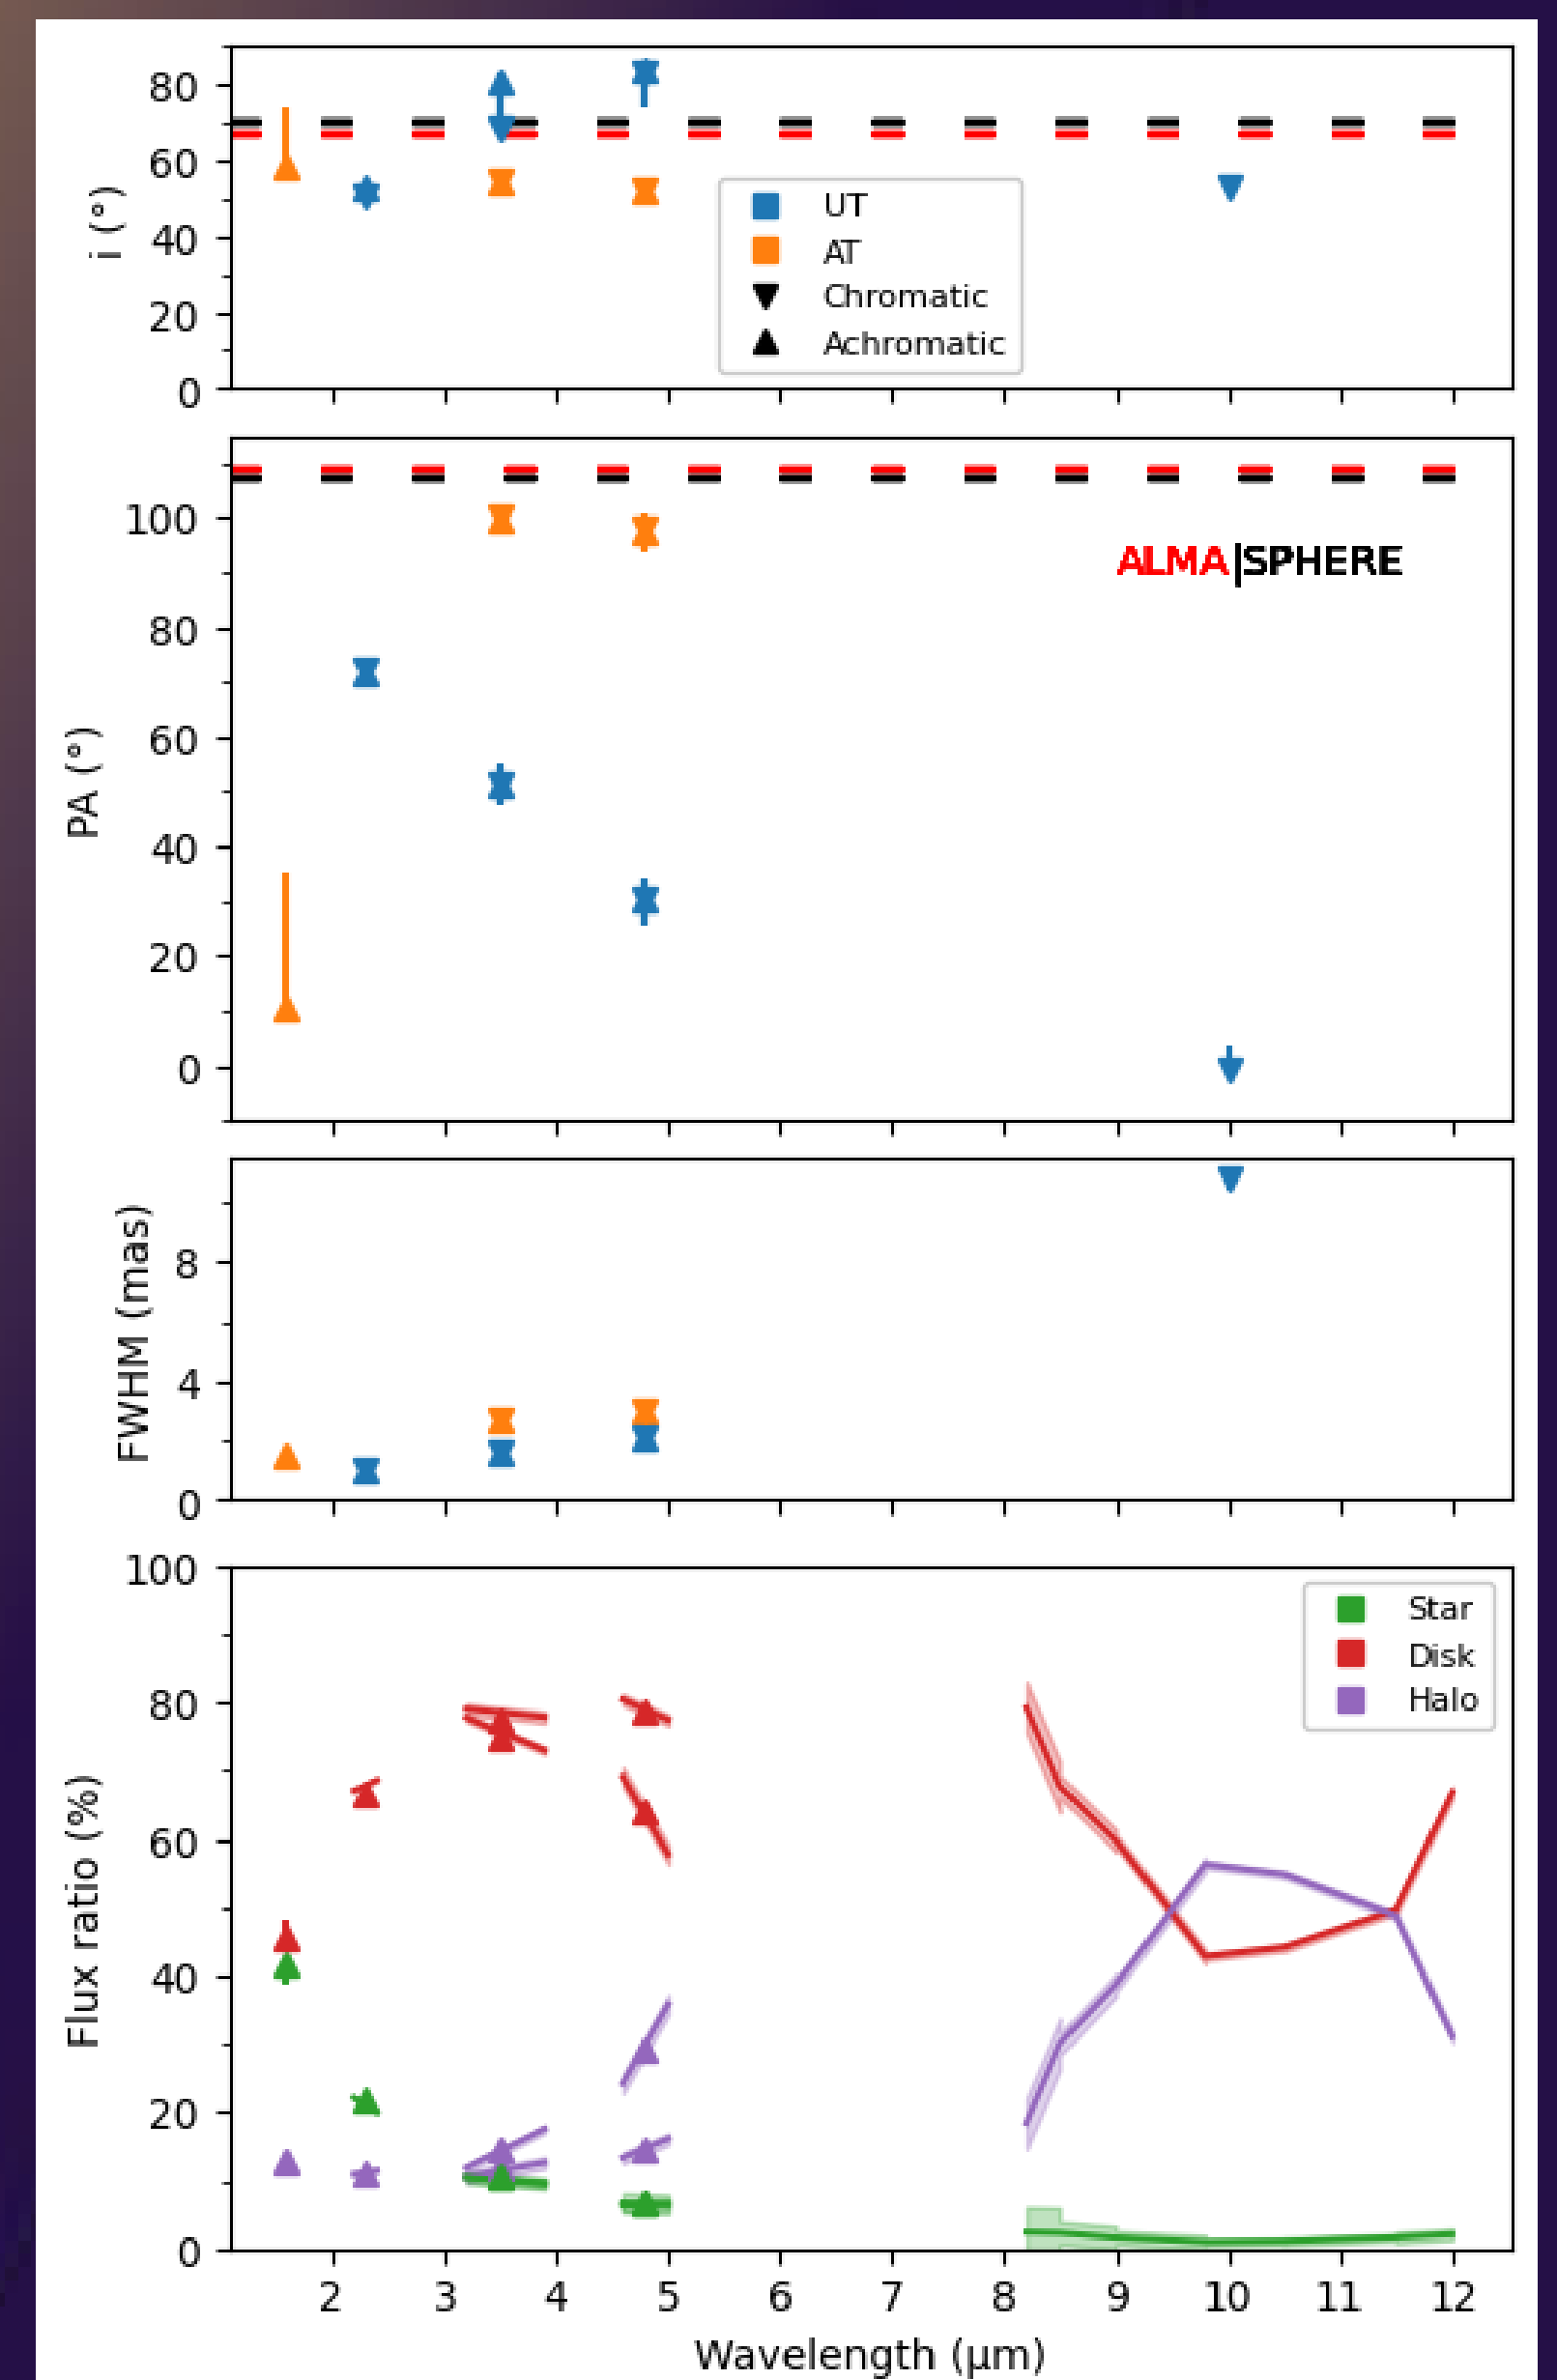 80
60
40
20
0
i (°)
UT
AT
Chromatic
Achromatic
100
80
60
40
20
0
PA (°)
ALMA|SPHERE
8
4
0
FWHM (mas)
100
80
60
40
20
0
Flux ratio (%)
Star
Disk
Halo
2 3 4 5 6 7 8 9 10 11 12
Wavelength (μm)